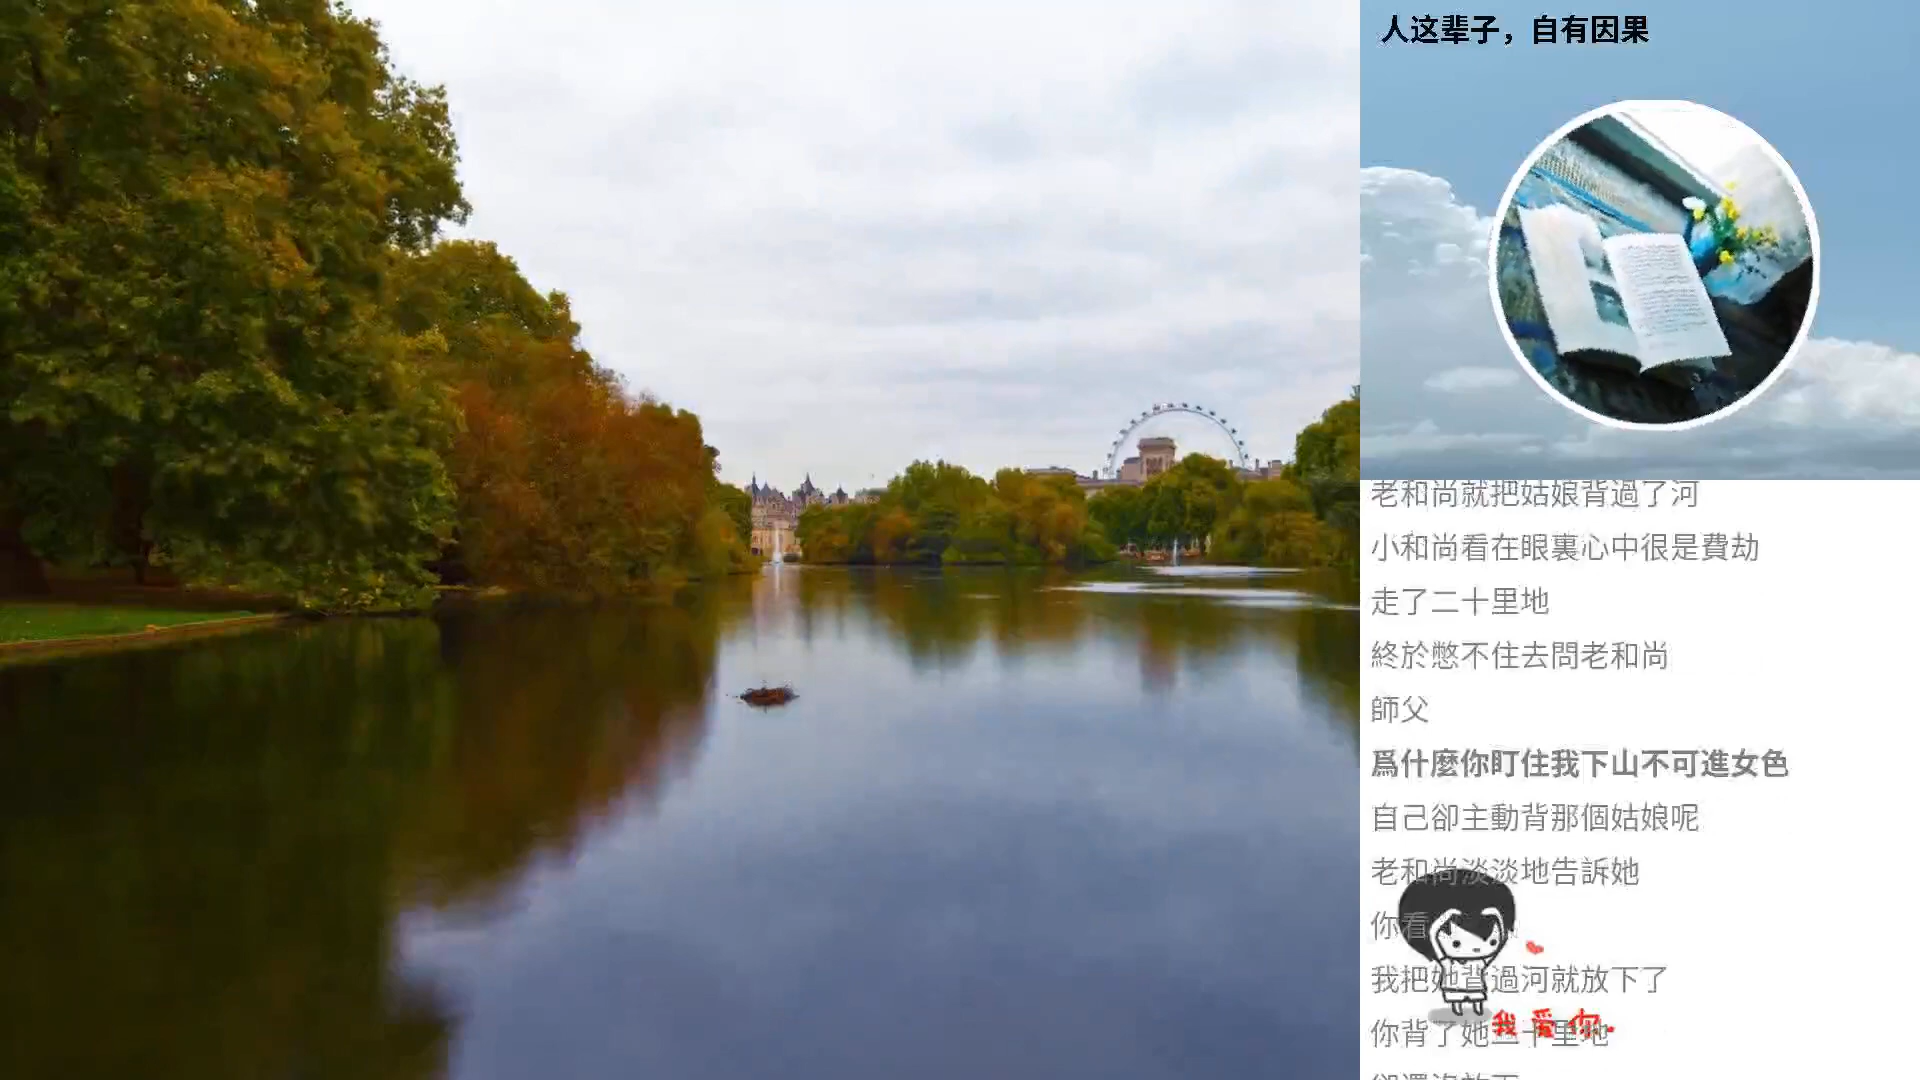 人这辈子，自有因果
老和尚就把姑娘背過了河
小和尚看在眼裏心中很是費劫
走了二十里地
終於憋不住去問老和尚
師父
爲什麼你盯住我下山不可進女色
自己卻主動背那個姑娘呢
老和尚淡淡地告訴她
你看
我把她背過河就放下了
你背了她二十里地
我爱你.
卻還沒放下